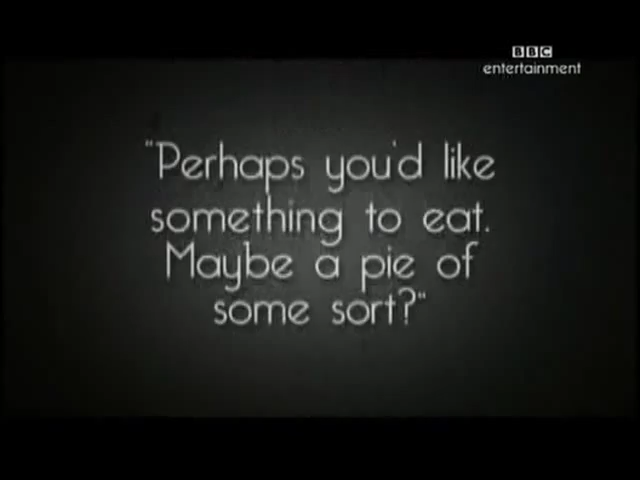 BBC
entertainment
"Perhaps you'd like
something to eat.
Maybe a pie of
some sort?"